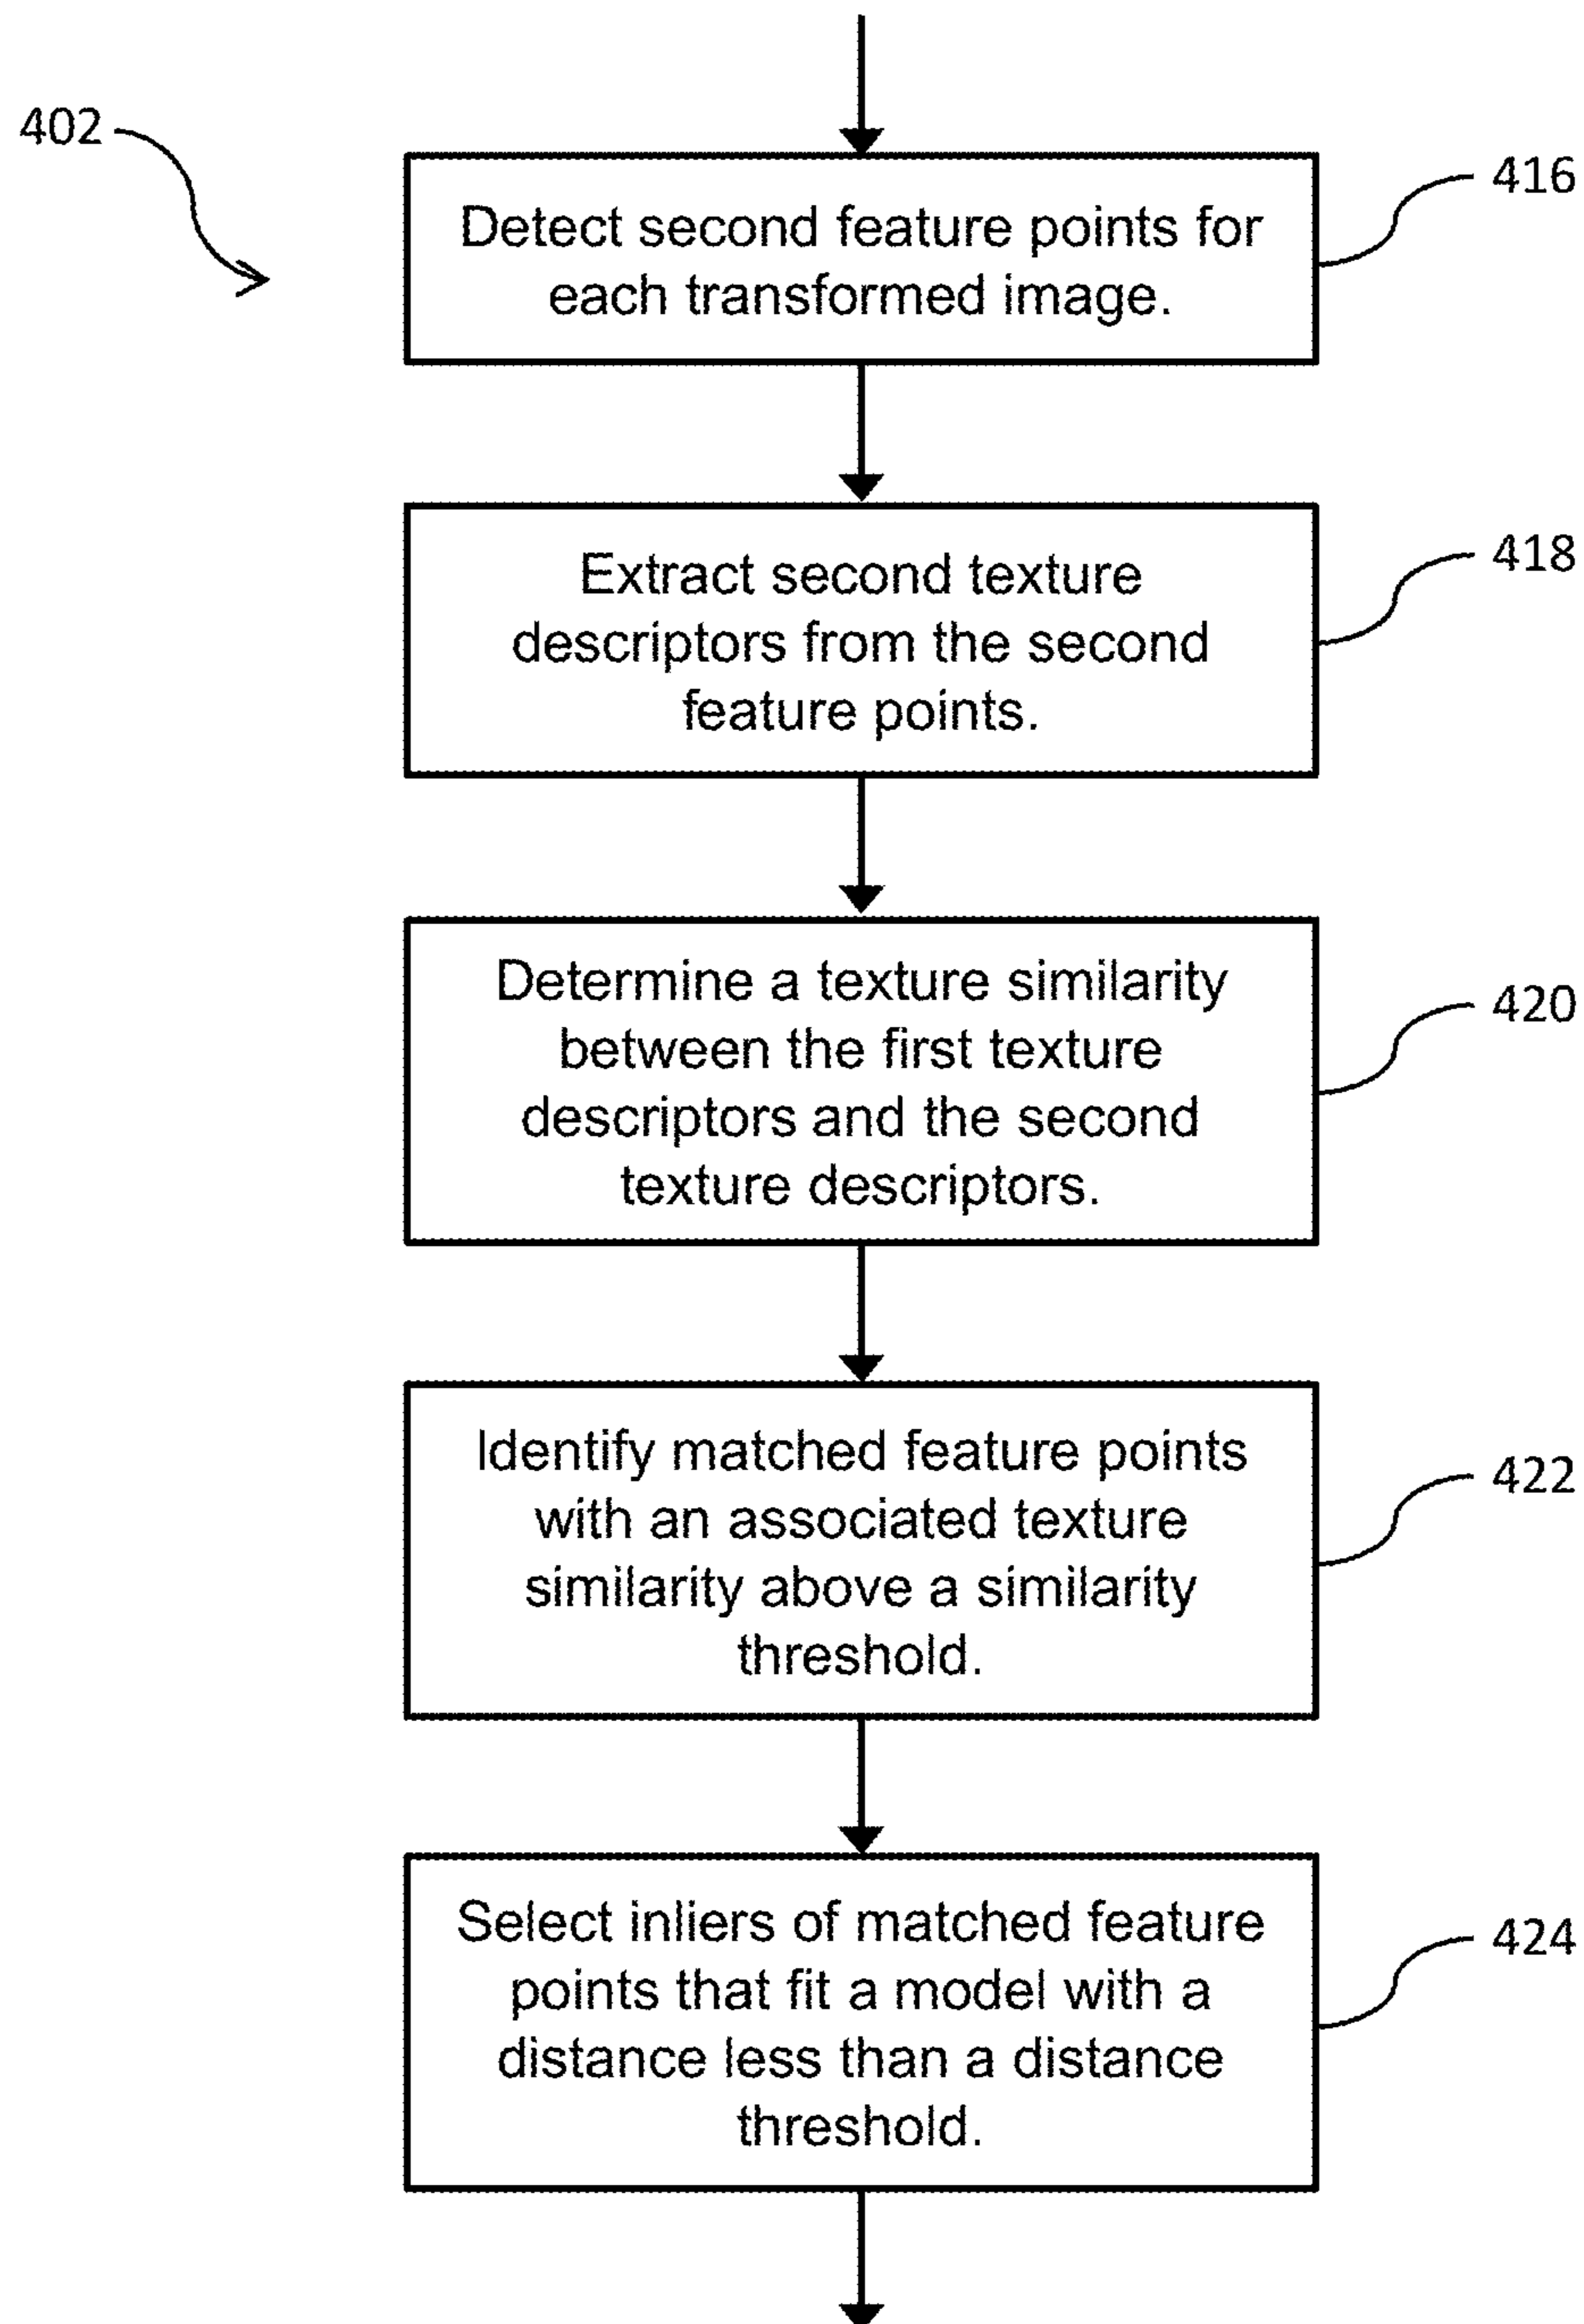 402
416
Detect second feature points for
each transformed image.
418
Extract second texture
descriptors from the second
feature points.
420
Determine a texture similarity
between the first texture
descriptors and the second
texture descriptors.
422
Identify matched feature points
with an associated texture
similarity above a similarity
threshold.
424
Select inliers of matched feature
points that fit a model with a
distance less than a distance
threshold.